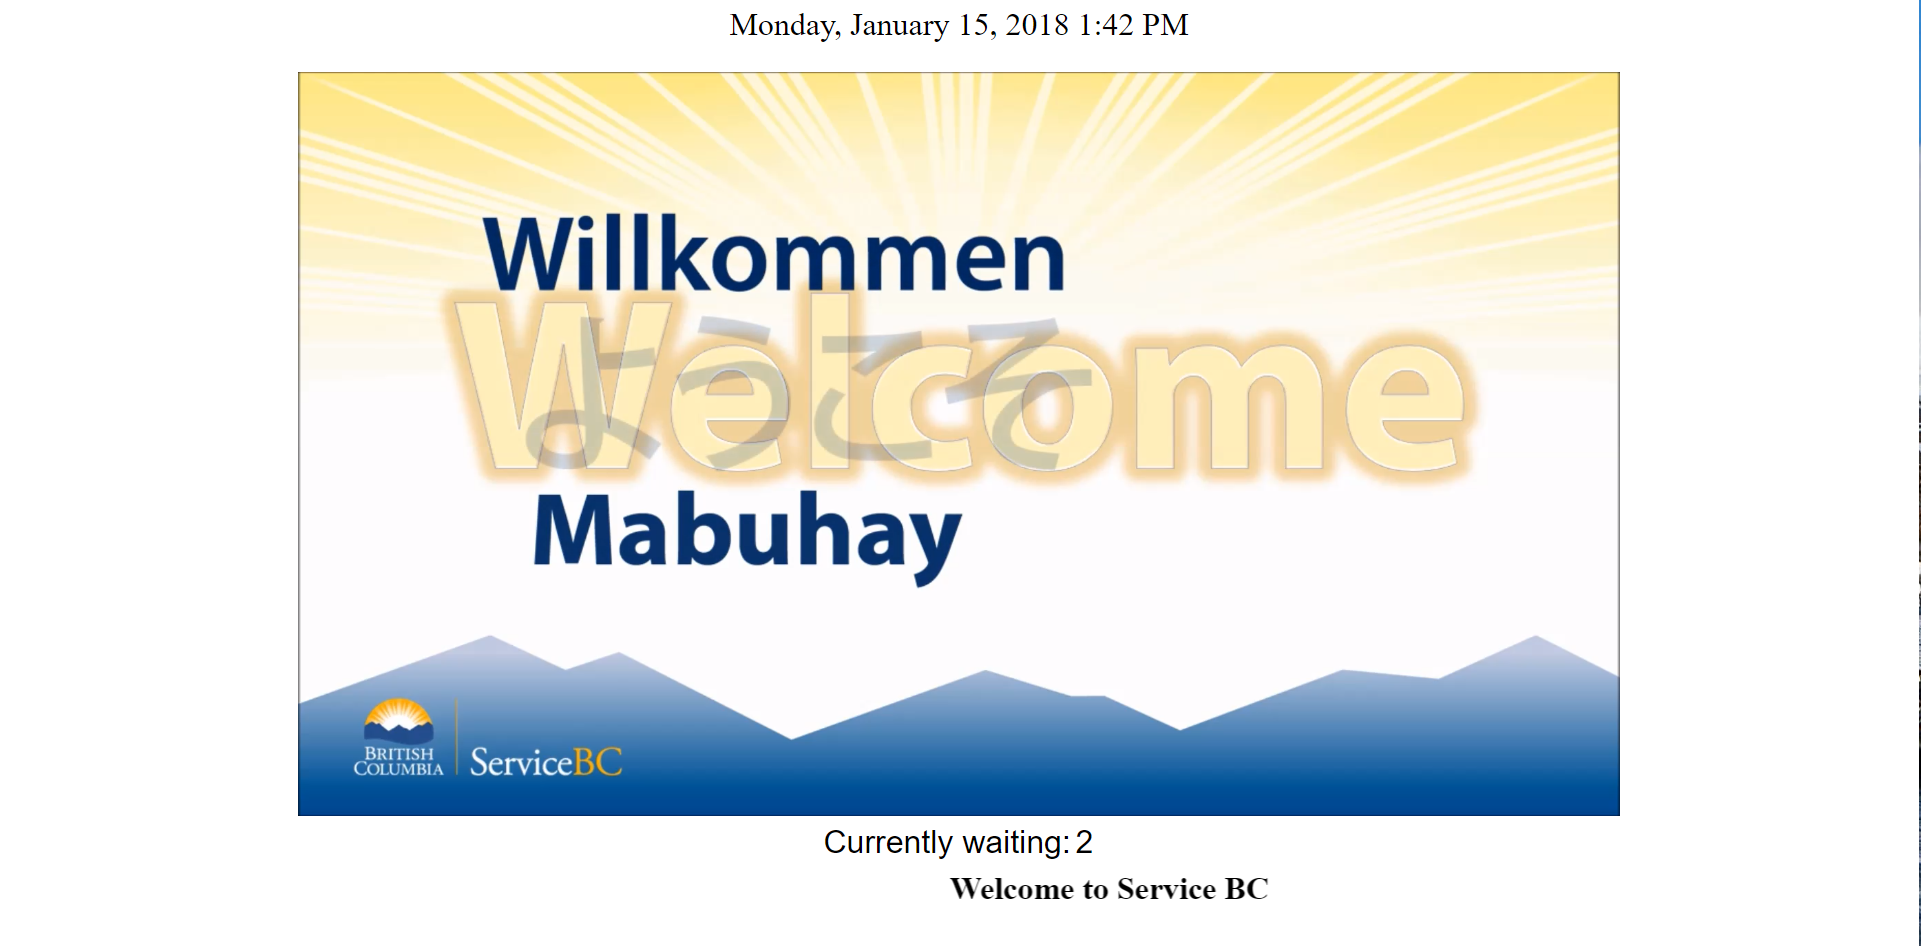 Monday, January 15, 2018 1:42 PM
Willkommen
Welcome
ようこそ
Mabuhay
BRITISH
COLUMBIA
ServiceBC
Currently waiting: 2
Welcome to Service BC